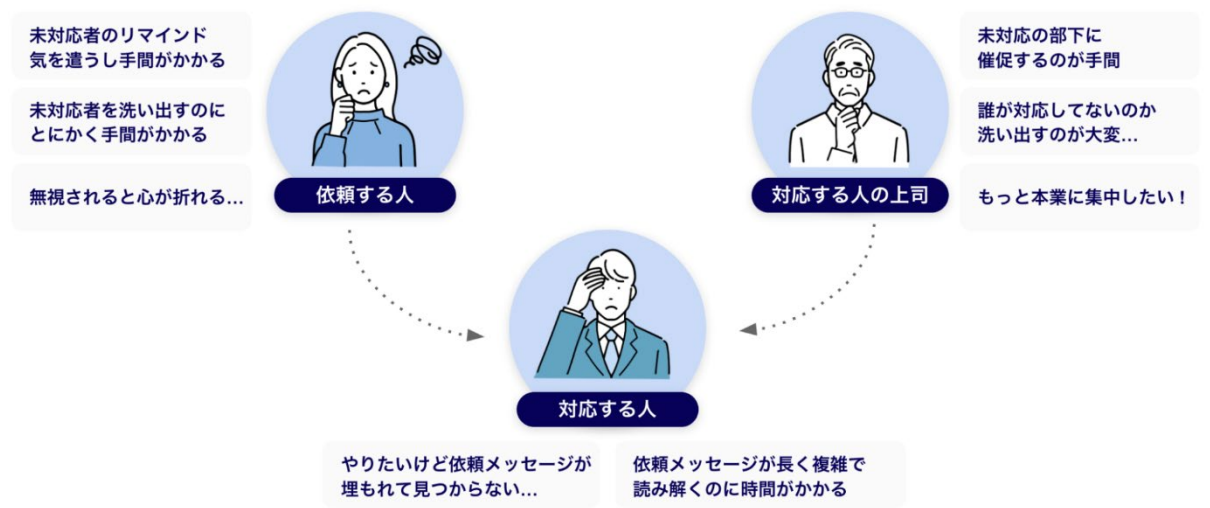 未対応者のリマインド
気を遣うし手間がかかる
未対応者を洗い出すのに
とにかく手間がかかる
無視されると心が折れる...
依頼する人
未対応の部下に
催促するのが手間
誰が対応してないのか
洗い出すのが大変...
もっと本業に集中したい！
対応する人の上司
対応する人
やりたいけど依頼メッセージが
埋もれて見つからない...
依頼メッセージが長く複雑で
読み解くのに時間がかかる